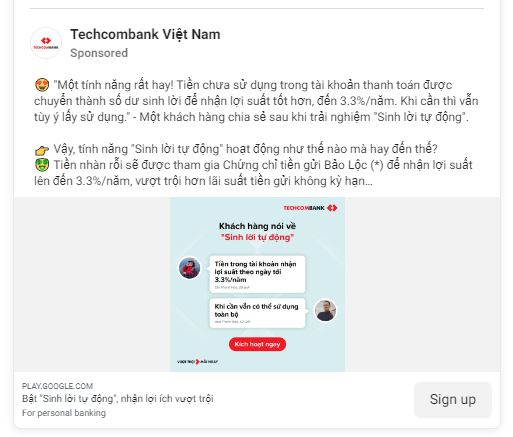 TECHCOMBANK
Techcombank Việt Nam
Sponsored
😍 "Một tính năng rất hay! Tiền chưa sử dụng trong tài khoản thanh toán được
chuyển thành số dư sinh lời để nhận lợi suất tốt hơn, đến 3.3%/năm. Khi cần thì vẫn
tùy ý lấy sử dụng." - Một khách hàng chia sẻ sau khi trải nghiệm "Sinh lời tự động".
👉 Vậy, tính năng "Sinh lời tự động" hoạt động như thế nào mà hay đến thế?
🤑 Tiền nhàn rỗi sẽ được tham gia Chứng chỉ tiền gửi Bảo Lộc (*) để nhận lợi suất
lên đến 3.3%/năm, vượt trội hơn lãi suất tiền gửi không kỳ hạn...
TECHCOMBANK
Khách hàng nói về
"Sinh lời tự động"
Tiền trong tài khoản nhận
lợi suất theo ngày tới
3.3%/năm
Khi cần vẫn có thể sử dụng
toàn bộ
Kích hoạt ngay
VƯỢT TRỘI MỖI NGÀY
PLAY.GOOGLE.COM
Bật "Sinh lời tự động", nhận lợi ích vượt trội
For personal banking
Sign up